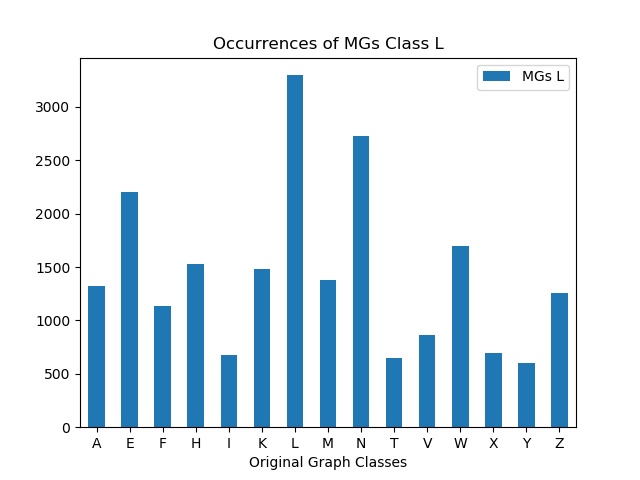 Occurrences of MGs Class L
MGs L
3000
2500
2000
1500
1000
500
0
A E F H I K L M N T V W X Y Z
Original Graph Classes